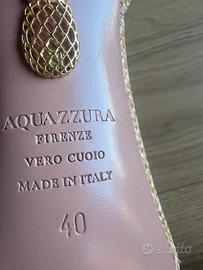 AQUAZZURA
FIRENZE
VERO CUOIO
MADE IN ITALY
40
subito